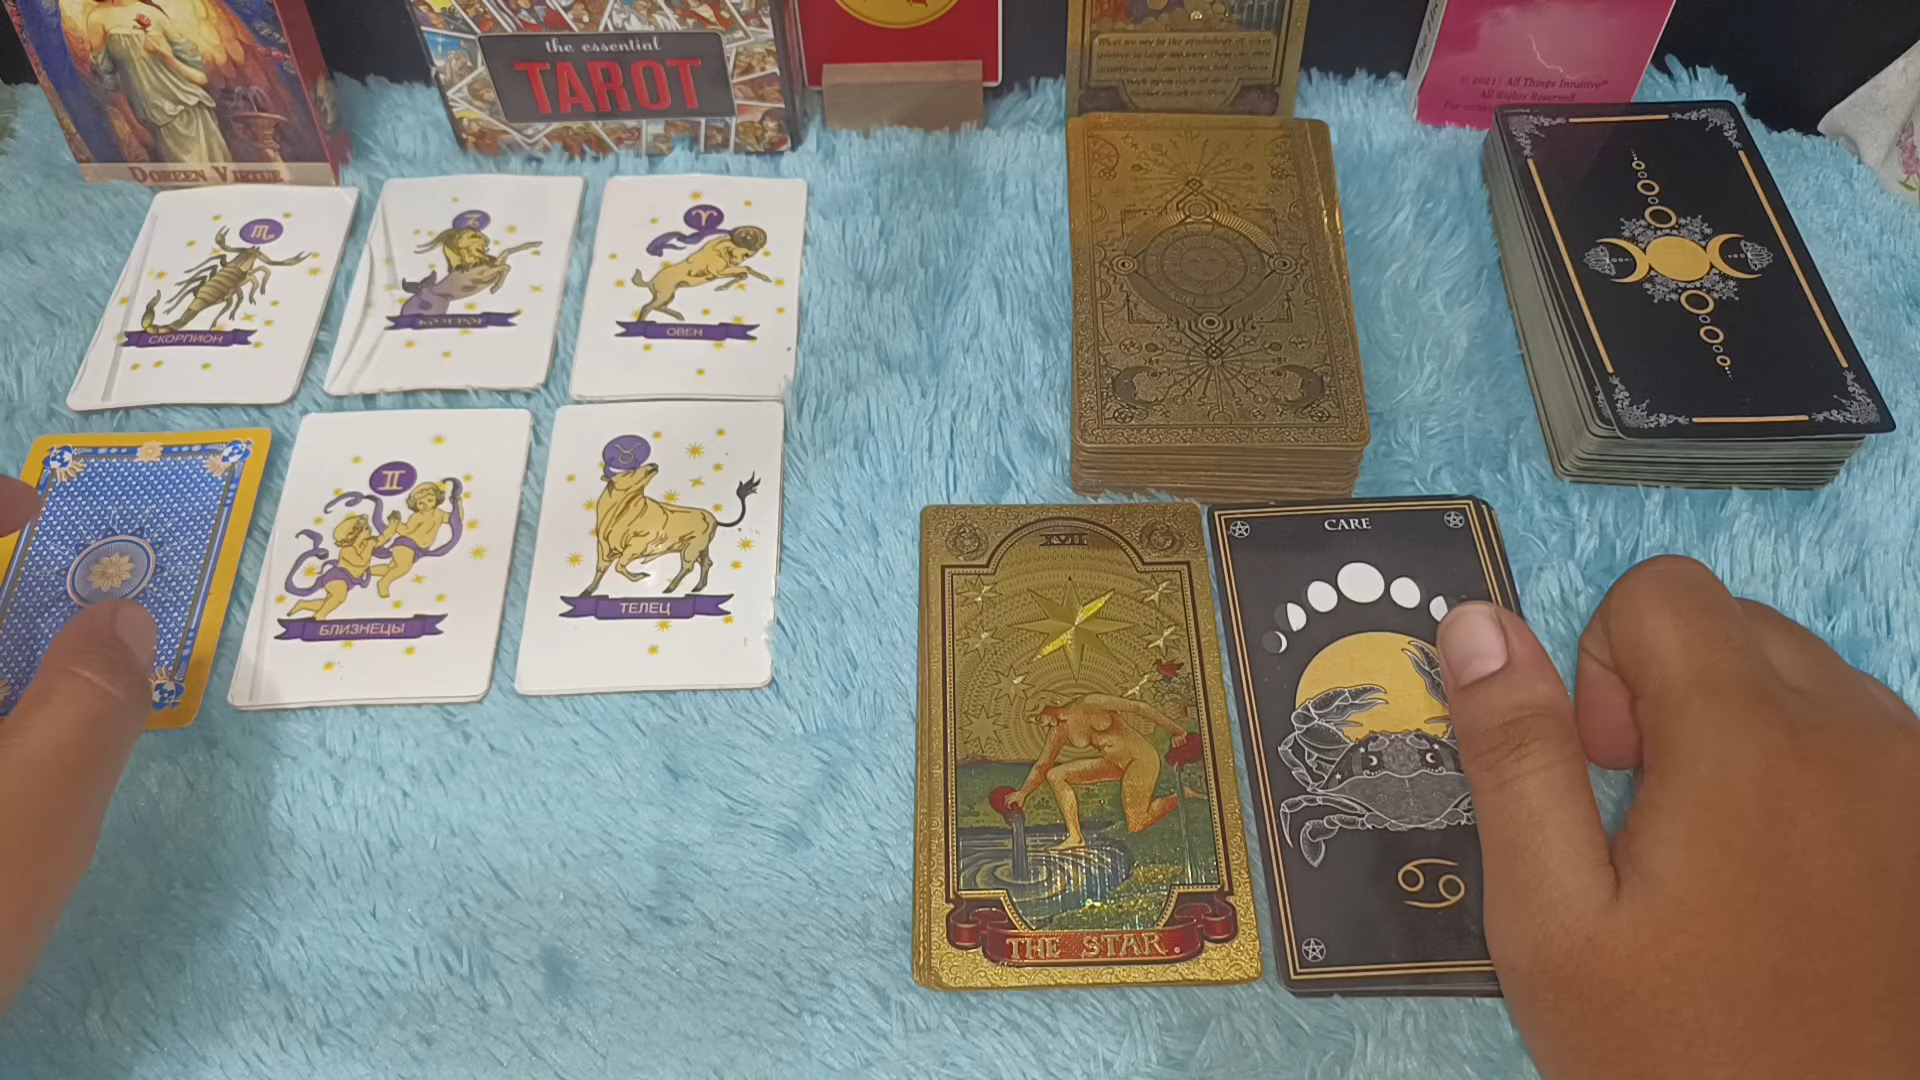 DOREEN VIRTUE
the essential
TAROT
© 2021 / All Things Intuitive®
All Rights Reserved
СКОРПИОН
КОЗЕРОГ
ОВЕН
БЛИЗНЕЦЫ
ТЕЛЕЦ
XVII
THE STAR.
CARE